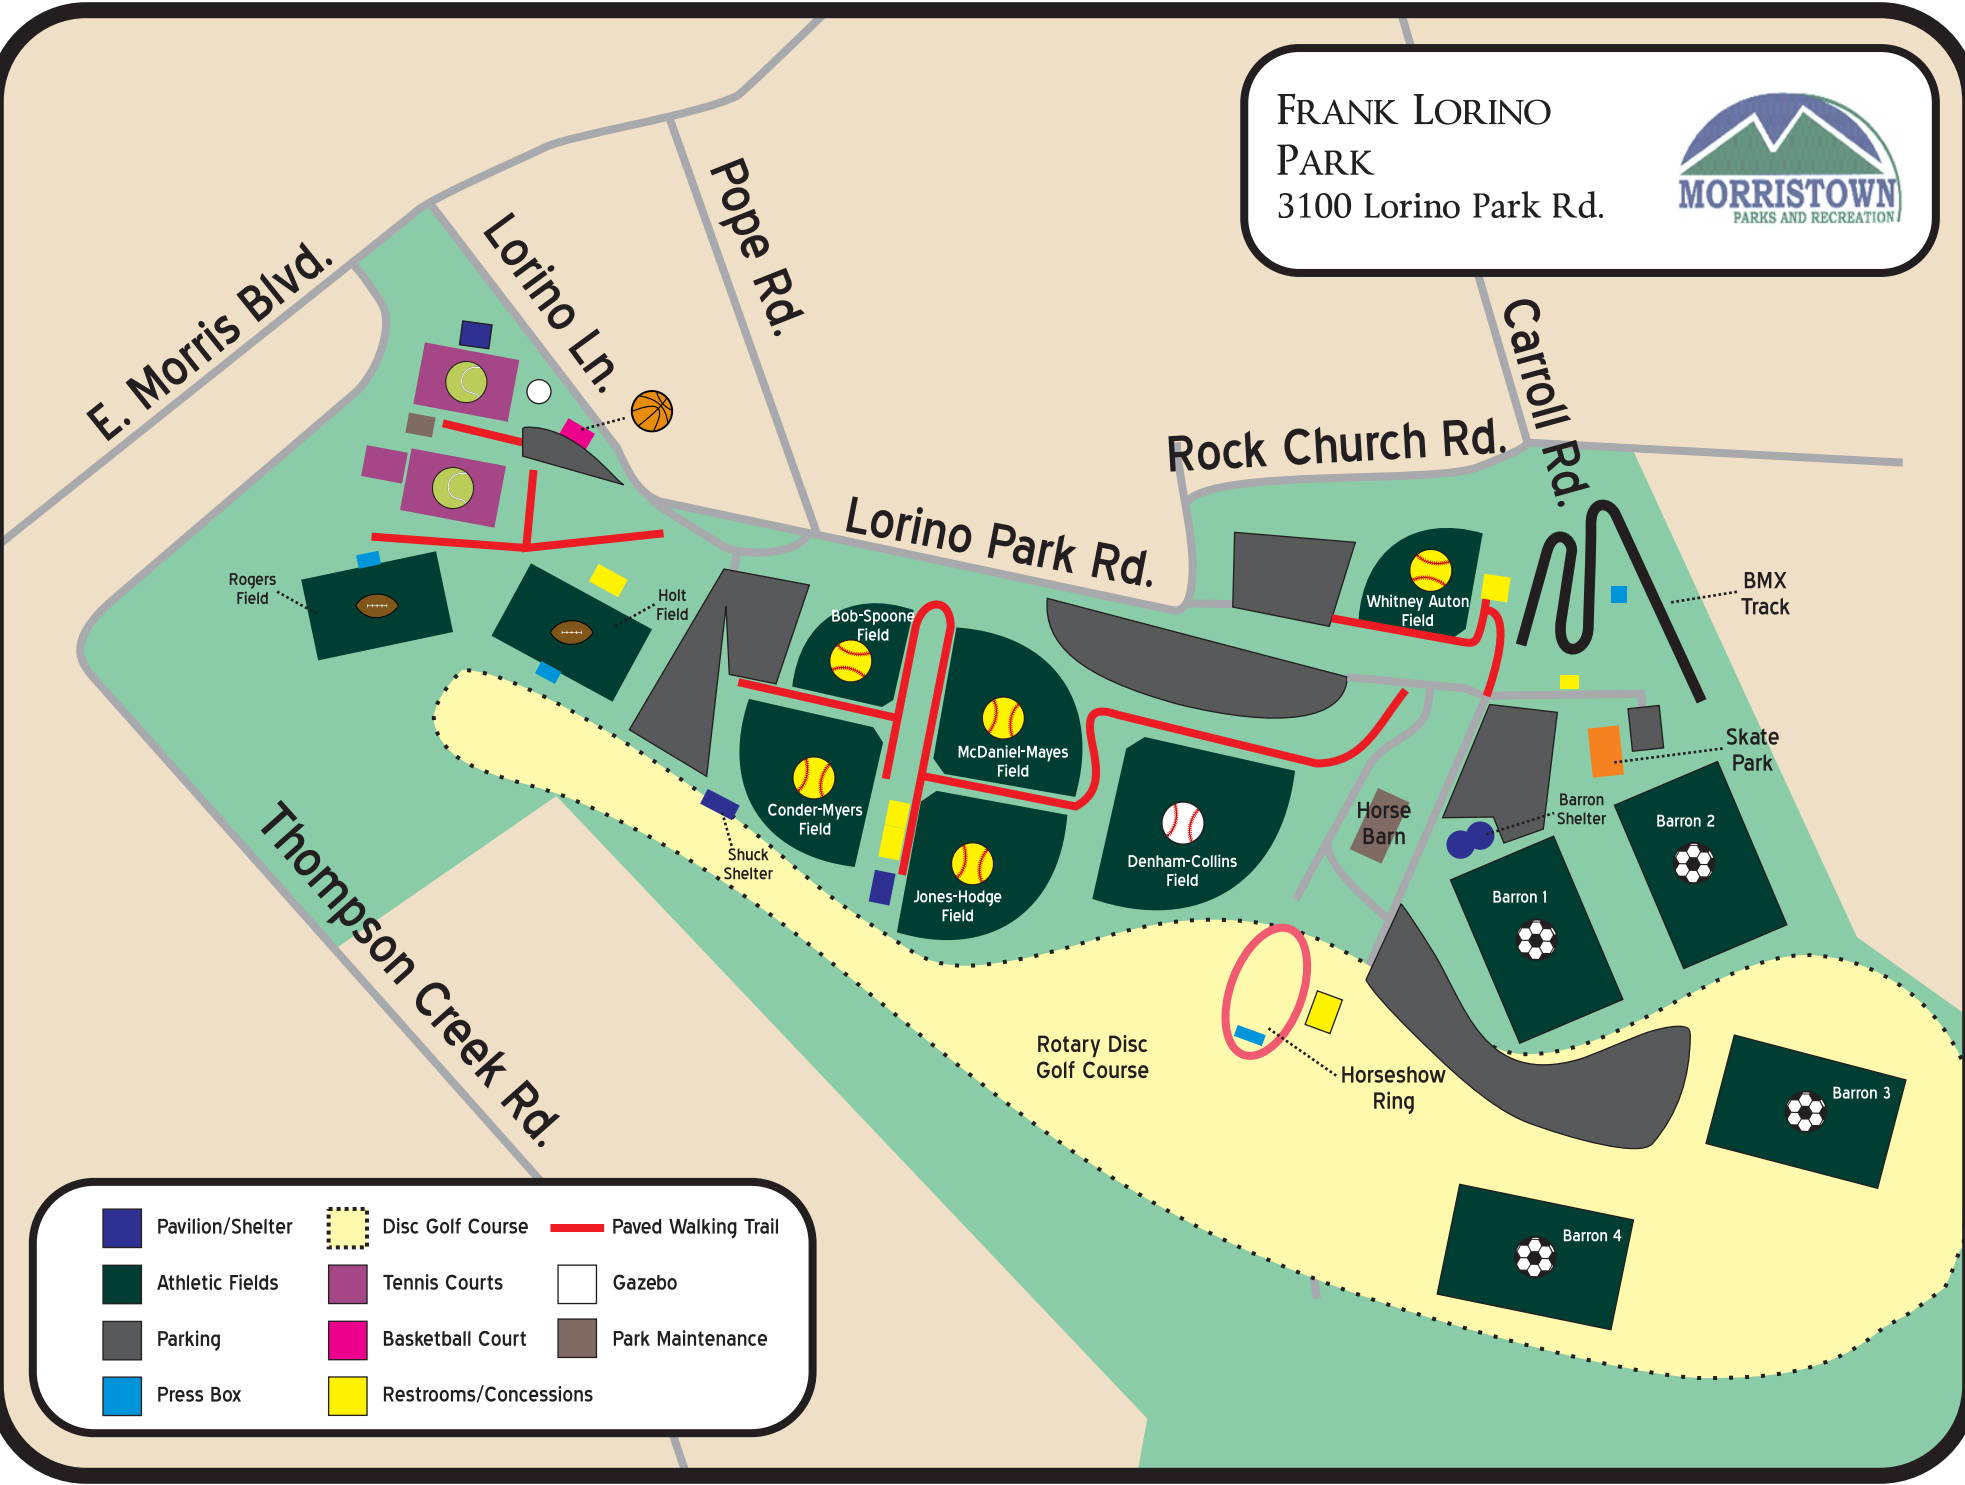 FRANK LORINO
PARK
3100 Lorino Park Rd.
MORRISTOWN
PARKS AND RECREATION
E. Morris Blvd.
Lorino Ln.
Pope Rd.
Carroll Rd.
Rock Church Rd.
Lorino Park Rd.
Thompson Creek Rd.
Rogers
Field
Holt
Field
Bob-Spoone
Field
Whitney Auton
Field
BMX
Track
McDaniel-Mayes
Field
Skate
Park
Conder-Myers
Field
Horse
Barn
Barron
Shelter
Barron 2
Shuck
Shelter
Denham-Collins
Field
Jones-Hodge
Field
Barron 1
Rotary Disc
Golf Course
Horseshow
Ring
Barron 3
Barron 4
Pavilion/Shelter
Disc Golf Course
Paved Walking Trail
Athletic Fields
Tennis Courts
Gazebo
Parking
Basketball Court
Park Maintenance
Press Box
Restrooms/Concessions